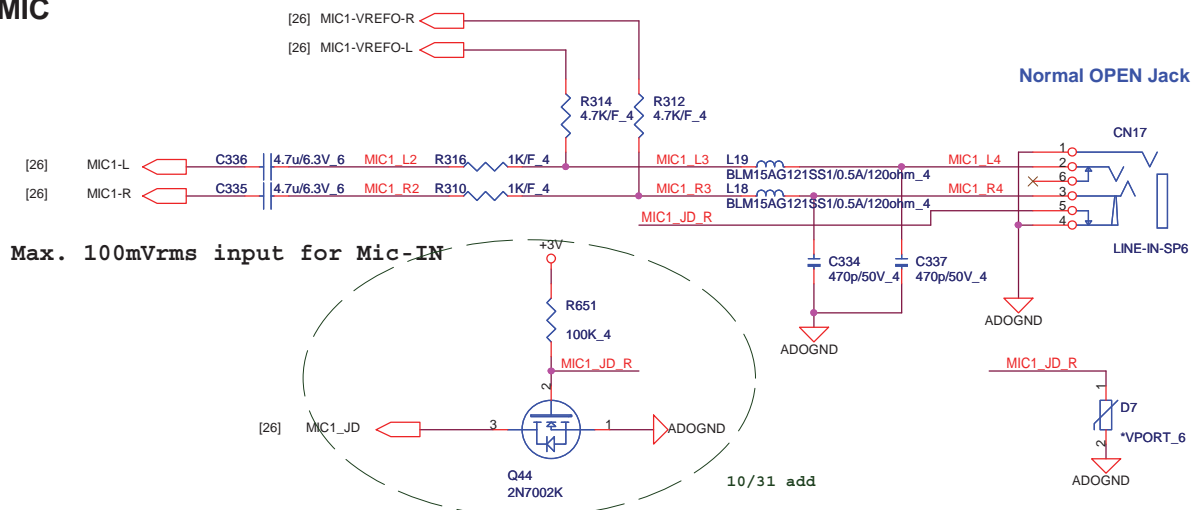 MIC
[26] MIC1-VREFO-R
[26] MIC1-VREFO-L
Normal OPEN Jack
R314
4.7K/F_4
R312
4.7K/F_4
CN17
[26] MIC1-L
C336
4.7u/6.3V_6
MIC1_L2
R316
1K/F_4
MIC1_L3
L19
BLM15AG121SS1/0.5A/120ohm_4
MIC1_L4
1
2
6
3
5
4
[26] MIC1-R
C335
4.7u/6.3V_6
MIC1_R2
R310
1K/F_4
MIC1_R3
L18
BLM15AG121SS1/0.5A/120ohm_4
MIC1_R4
MIC1_JD_R
LINE-IN-SP6
Max. 100mVrms input for Mic-IN
+3V
C334
470p/50V_4
C337
470p/50V_4
R651
100K_4
ADOGND
ADOGND
MIC1_JD_R
MIC1_JD_R
2
1
D7
*VPORT_6
2
ADOGND
[26] MIC1_JD
3
1
ADOGND
Q44
2N7002K
10/31 add